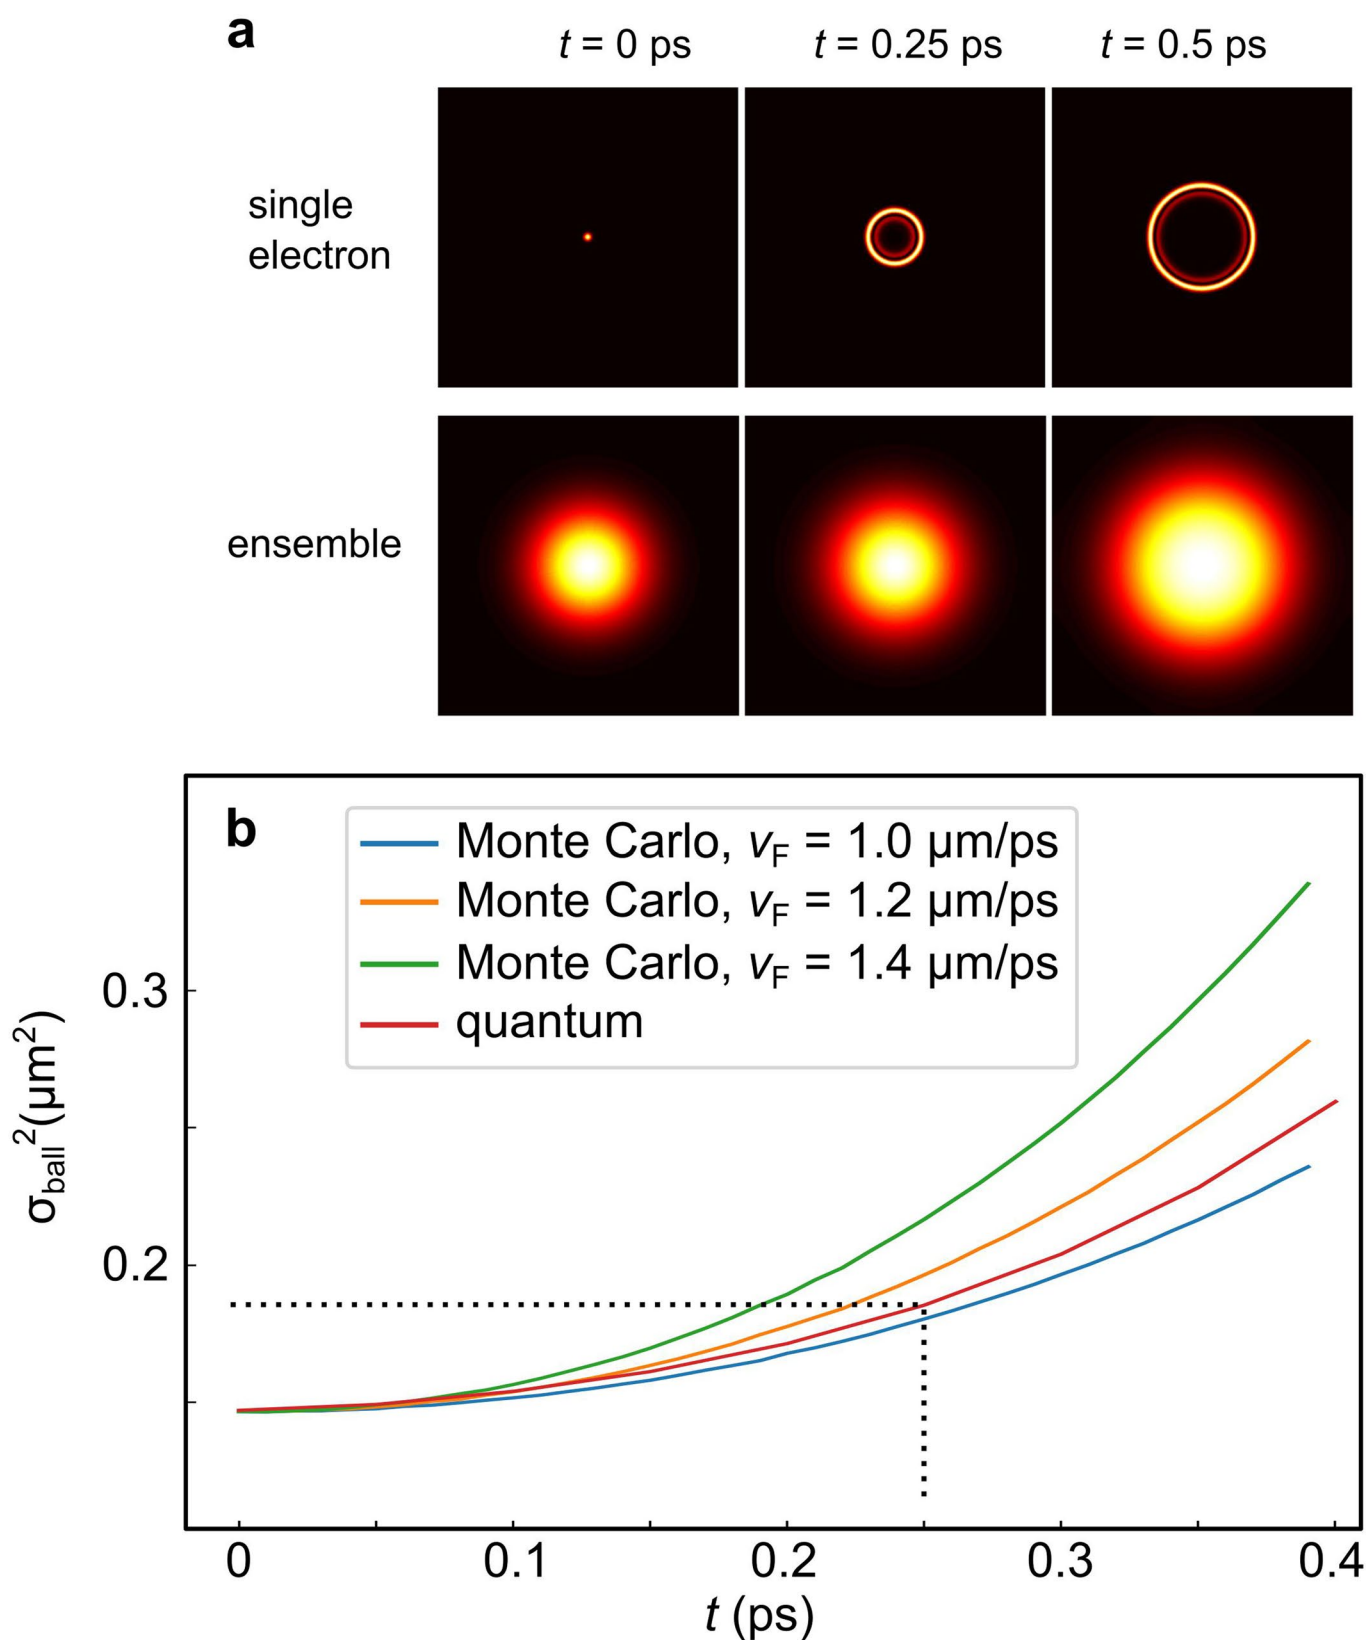 a
t = 0 ps
t = 0.25 ps
t = 0.5 ps
single
electron
ensemble
b
Monte Carlo, vF = 1.0 µm/ps
Monte Carlo, vF = 1.2 µm/ps
Monte Carlo, vF = 1.4 µm/ps
quantum
0.3
0.2
σball²(µm²)
0
0.1
0.2
0.3
0.4
t (ps)